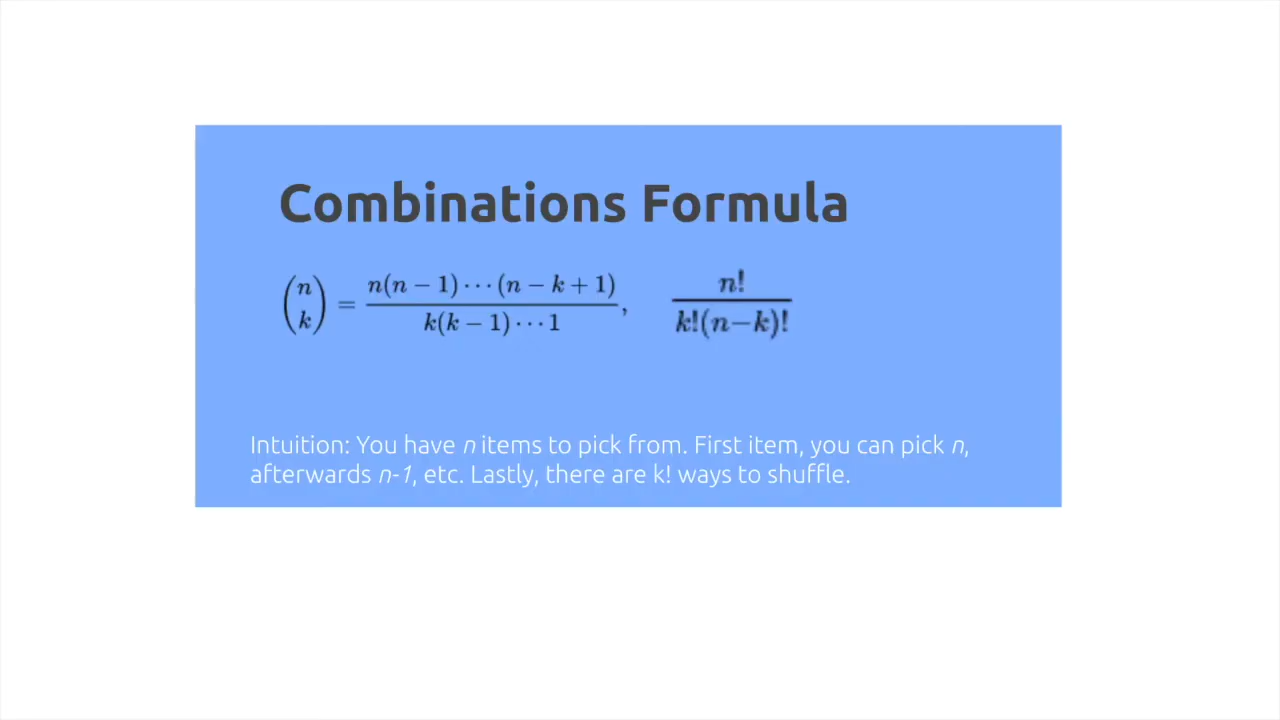 Combinations Formula
(n k) = n(n − 1) ⋯ (n − k + 1) / k(k − 1) ⋯ 1, n! / k!(n−k)!
Intuition: You have n items to pick from. First item, you can pick n,
afterwards n-1, etc. Lastly, there are k! ways to shuffle.